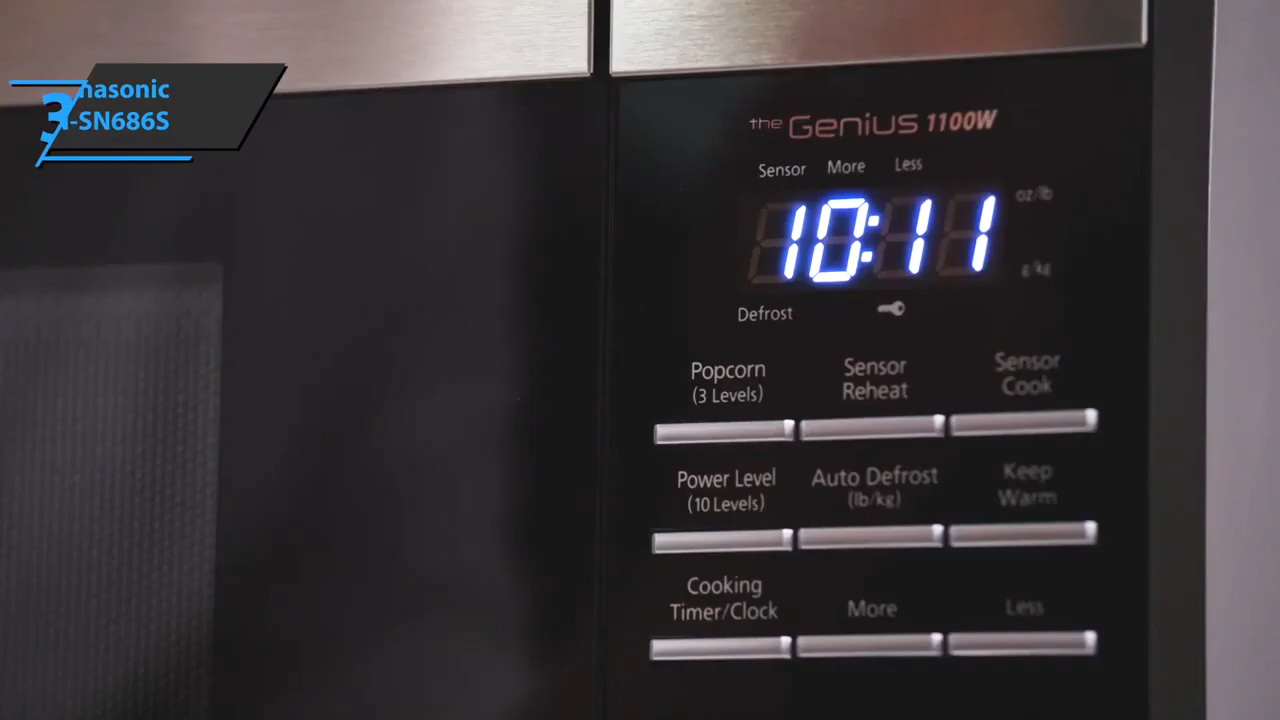 nasonic
3
-SN686S
the Genius 1100W
Sensor More Less
10:11
oz/lb
g/kg
Defrost
Popcorn
(3 Levels)
Sensor
Reheat
Sensor
Cook
Power Level
(10 Levels)
Auto Defrost
(lb/kg)
Keep
Warm
Cooking
Timer/Clock
More
Less